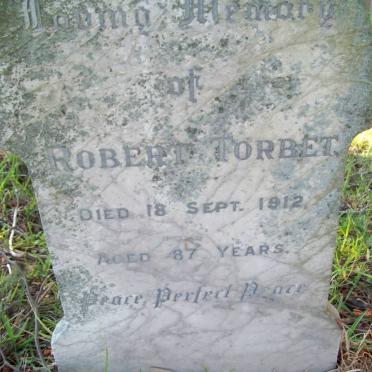 Loving Memory
of
ROBERT TORBET.
DIED 18 SEPT. 1912
AGED 87 YEARS.
Peace, Perfect Peace